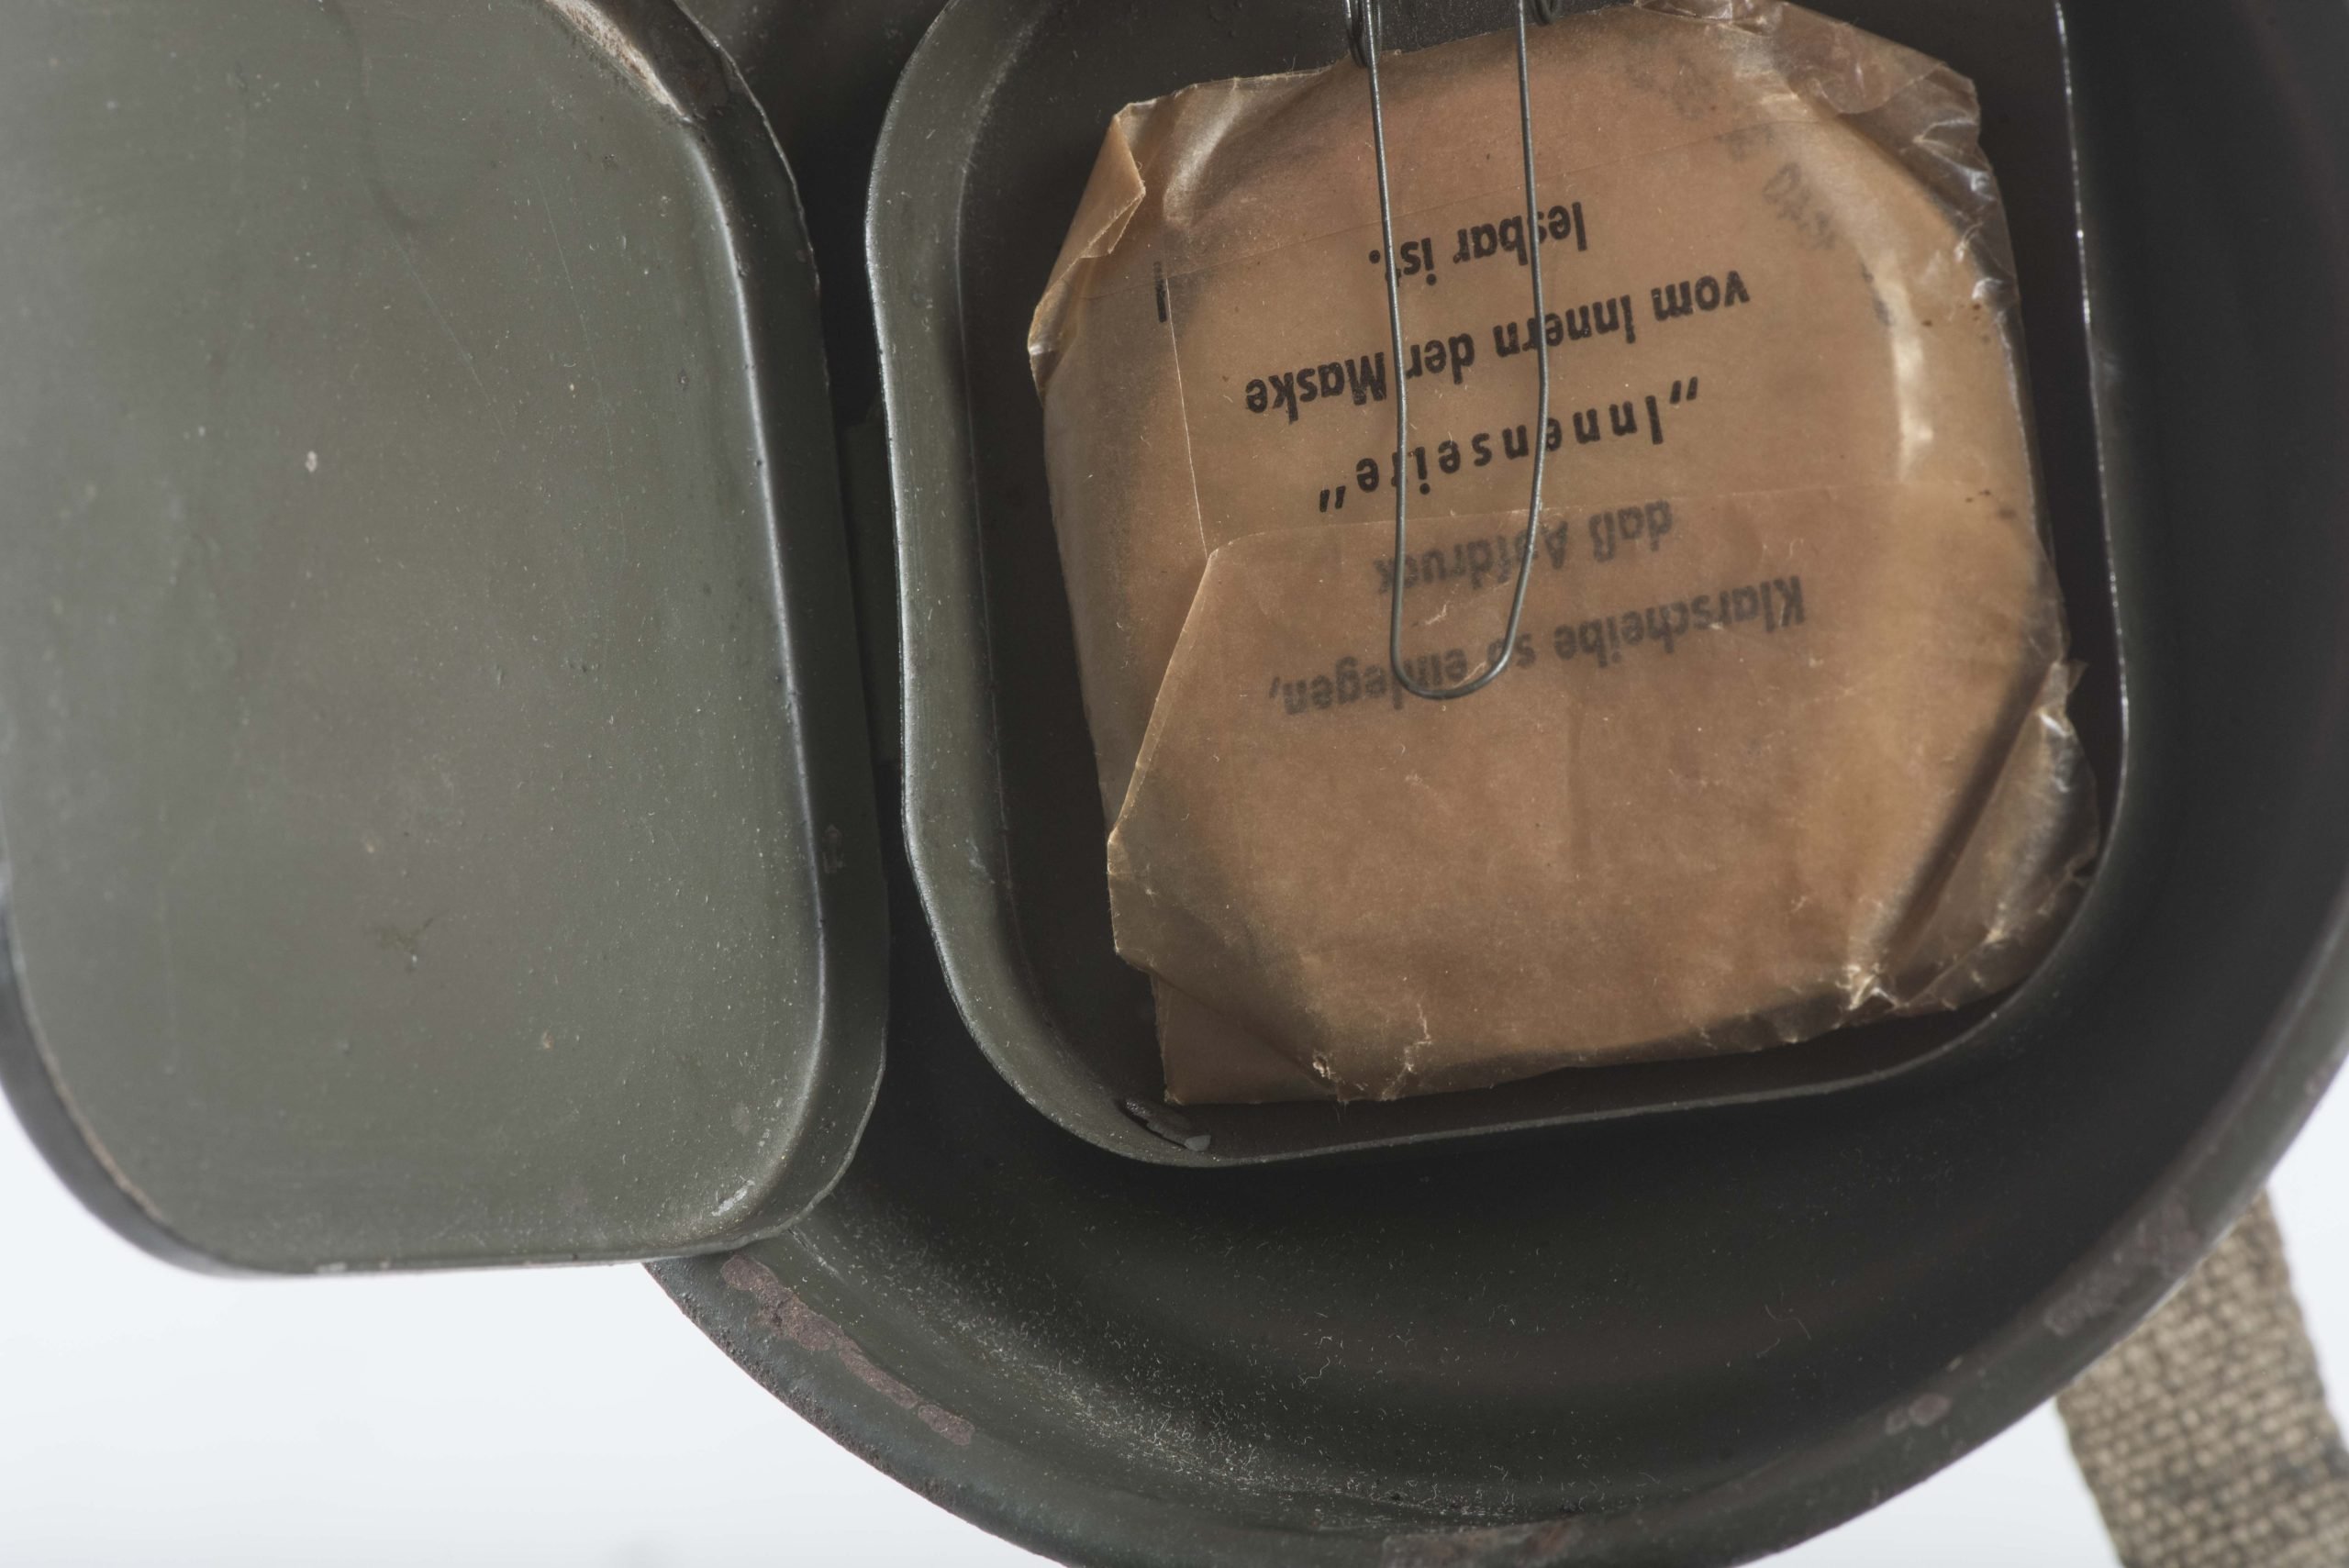 Klarscheibe so einlegen,
daß Aufdruck
„Innenseite“
vom Innern der Maske
lesbar ist.